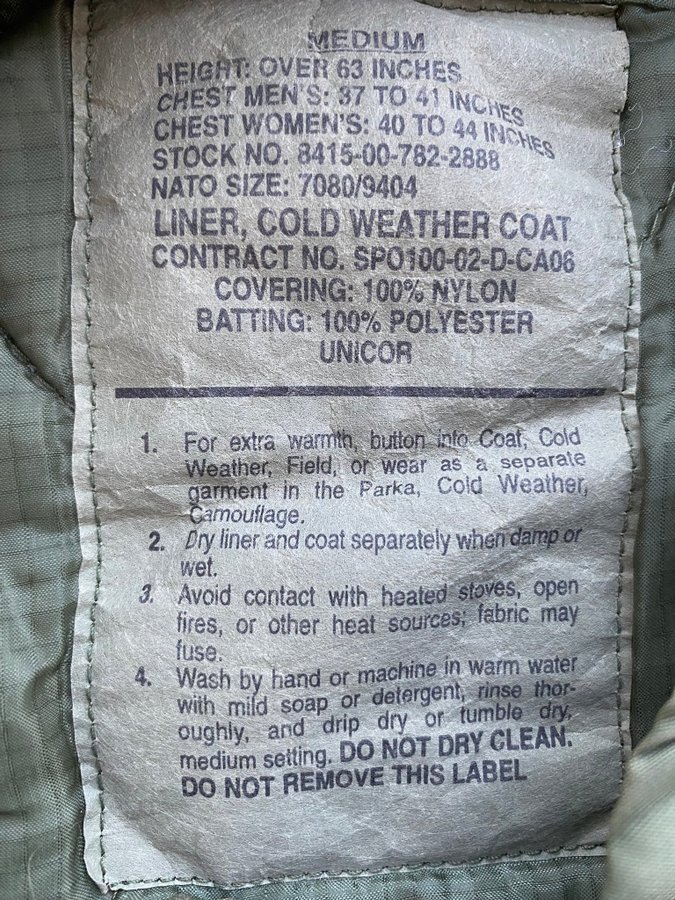 MEDIUM
HEIGHT: OVER 63 INCHES
CHEST MEN'S: 37 TO 41 INCHES
CHEST WOMEN'S: 40 TO 44 INCHES
STOCK NO. 8415-00-782-2888
NATO SIZE: 7080/9404
LINER, COLD WEATHER COAT
CONTRACT NO. SPO100-02-D-CA06
COVERING: 100% NYLON
BATTING: 100% POLYESTER
UNICOR
1. For extra warmth, button into Coat, Cold
Weather, Field, or wear as a separate
garment in the Parka, Cold Weather,
Camouflage.
2. Dry liner and coat separately when damp or
wet.
3. Avoid contact with heated stoves, open
fires, or other heat sources; fabric may
fuse.
4. Wash by hand or machine in warm water
with mild soap or detergent, rinse thor-
oughly, and drip dry or tumble dry,
medium setting. DO NOT DRY CLEAN.
DO NOT REMOVE THIS LABEL